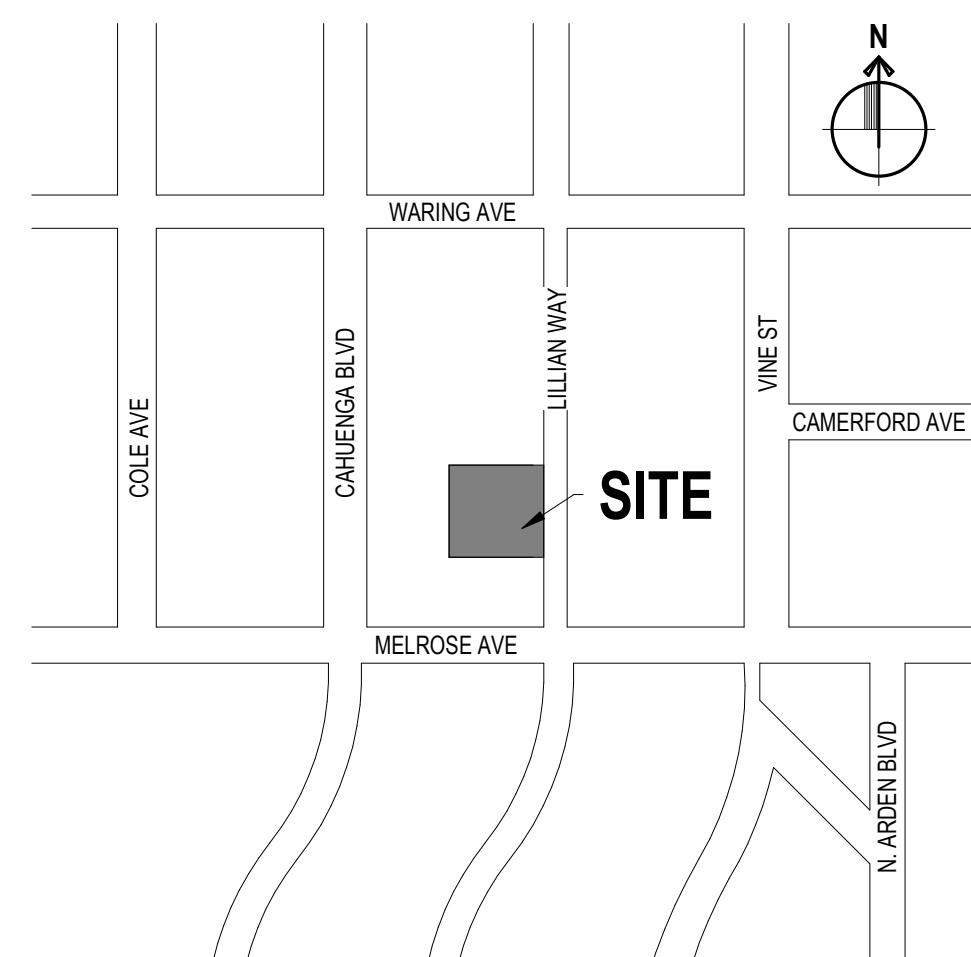 N
WARING AVE
LILLIAN WAY
VINE ST
CAHUENGA BLVD
COLE AVE
CAMERFORD AVE
SITE
MELROSE AVE
N. ARDEN BLVD